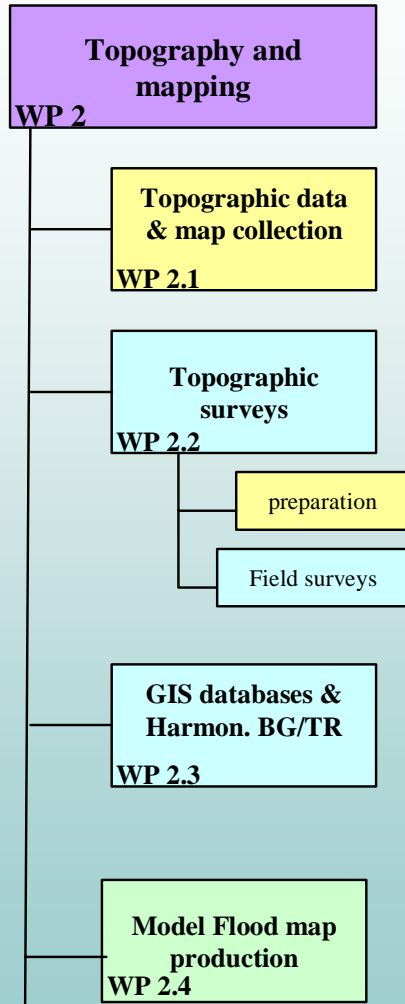 Topography and
mapping
WP 2
Topographic data
& map collection
WP 2.1
Topographic
surveys
WP 2.2
preparation
Field surveys
GIS databases &
Harmon. BG/TR
WP 2.3
Model Flood map
production
WP 2.4